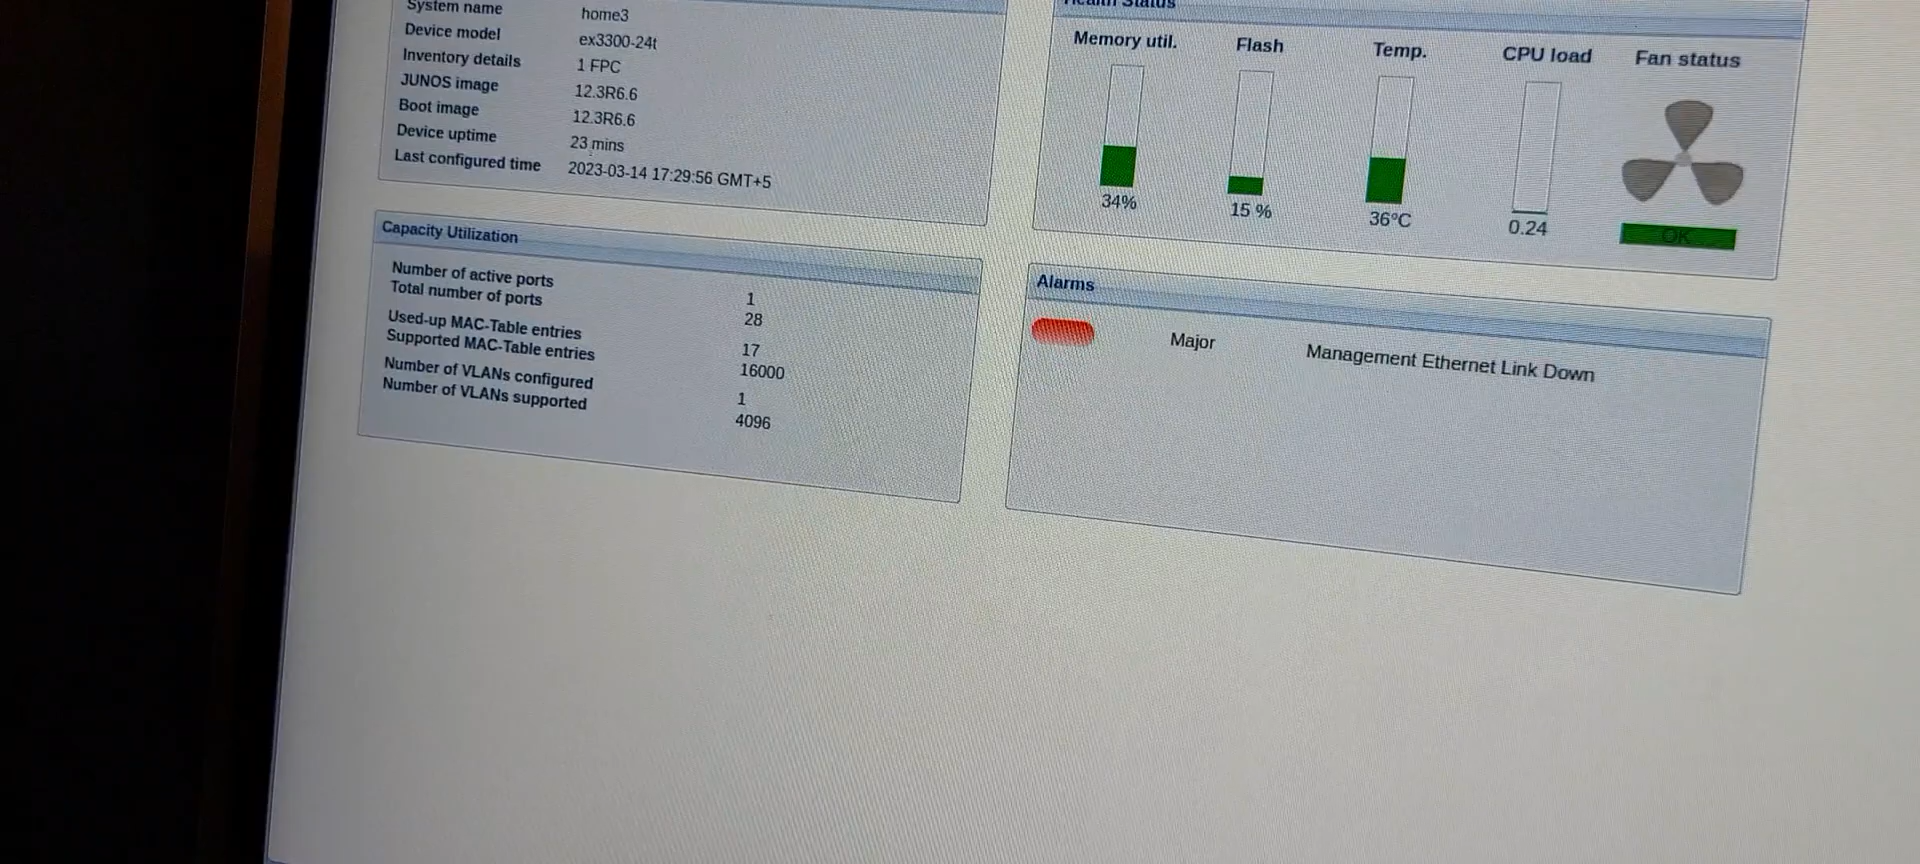 System name home3
Device model ex3300-24t
Inventory details 1 FPC
JUNOS image 12.3R6.6
Boot image 12.3R6.6
Device uptime 23 mins
Last configured time 2023-03-14 17:29:56 GMT+5
Health Status
Memory util. Flash Temp. CPU load Fan status
34% 15 % 36°C 0.24 OK
Capacity Utilization
Number of active ports 1
Total number of ports 28
Used-up MAC-Table entries 17
Supported MAC-Table entries 16000
Number of VLANs configured 1
Number of VLANs supported 4096
Alarms
Major Management Ethernet Link Down